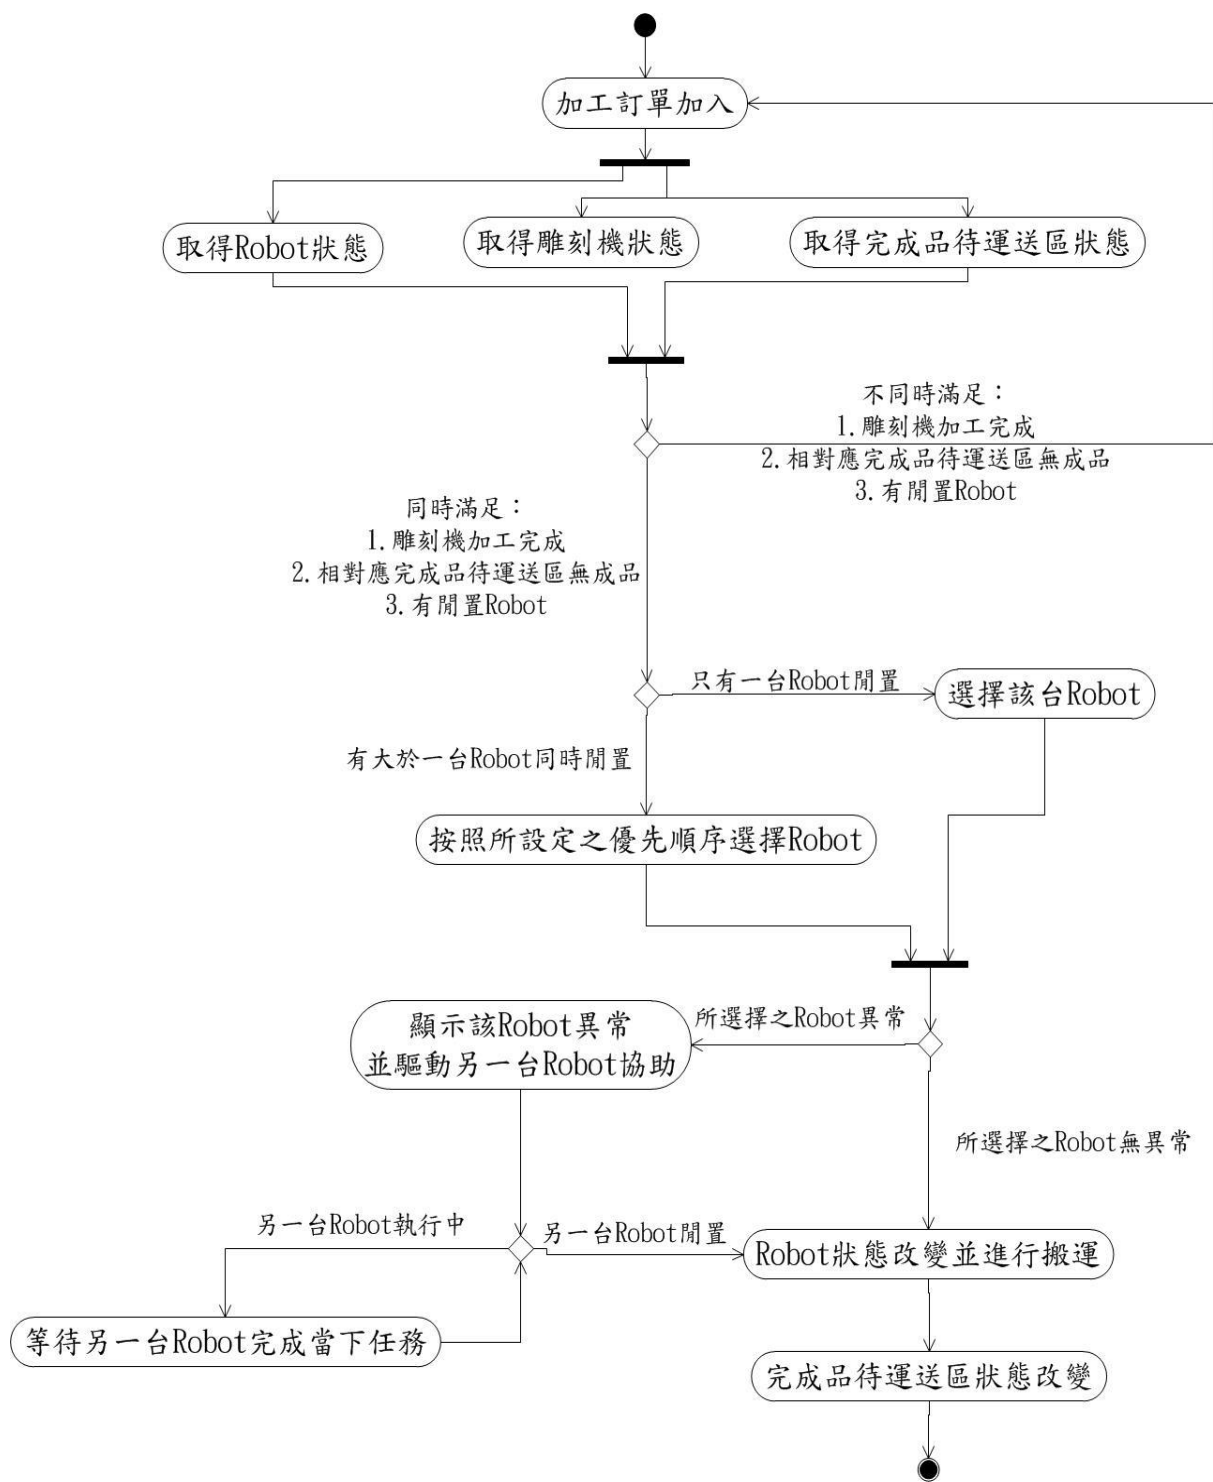 加工訂單加入
取得Robot狀態
取得雕刻機狀態
取得完成品待運送區狀態
不同時滿足：
1.雕刻機加工完成
2.相對應完成品待運送區無成品
3.有閒置Robot
同時滿足：
1.雕刻機加工完成
2.相對應完成品待運送區無成品
3.有閒置Robot
只有一台Robot閒置
選擇該台Robot
有大於一台Robot同時閒置
按照所設定之優先順序選擇Robot
顯示該Robot異常
並驅動另一台Robot協助
所選擇之Robot異常
所選擇之Robot無異常
另一台Robot執行中
另一台Robot閒置
Robot狀態改變並進行搬運
等待另一台Robot完成當下任務
完成品待運送區狀態改變